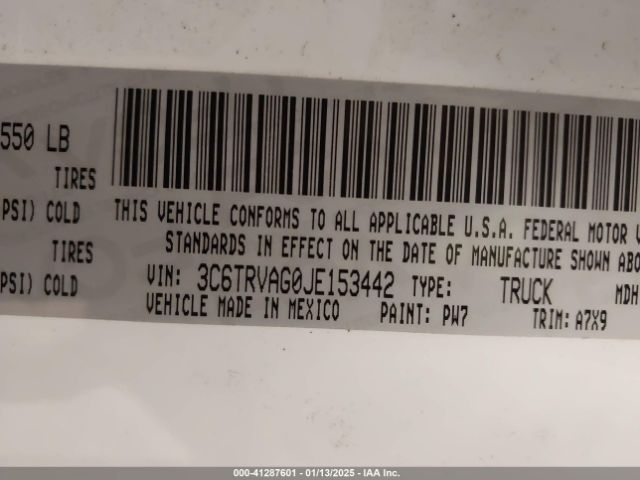 550 LB
TIRES
PSI) COLD
THIS VEHICLE CONFORMS TO ALL APPLICABLE U.S.A. FEDERAL MOTOR
TIRES
STANDARDS IN EFFECT ON THE DATE OF MANUFACTURE SHOWN ABO
PSI) COLD
VIN: 3C6TRVAG0JE153442 TYPE: TRUCK MDH
VEHICLE MADE IN MEXICO PAINT: PW7 TRIM: A7X9
000-41287601 - 01/13/2025 - IAA Inc.